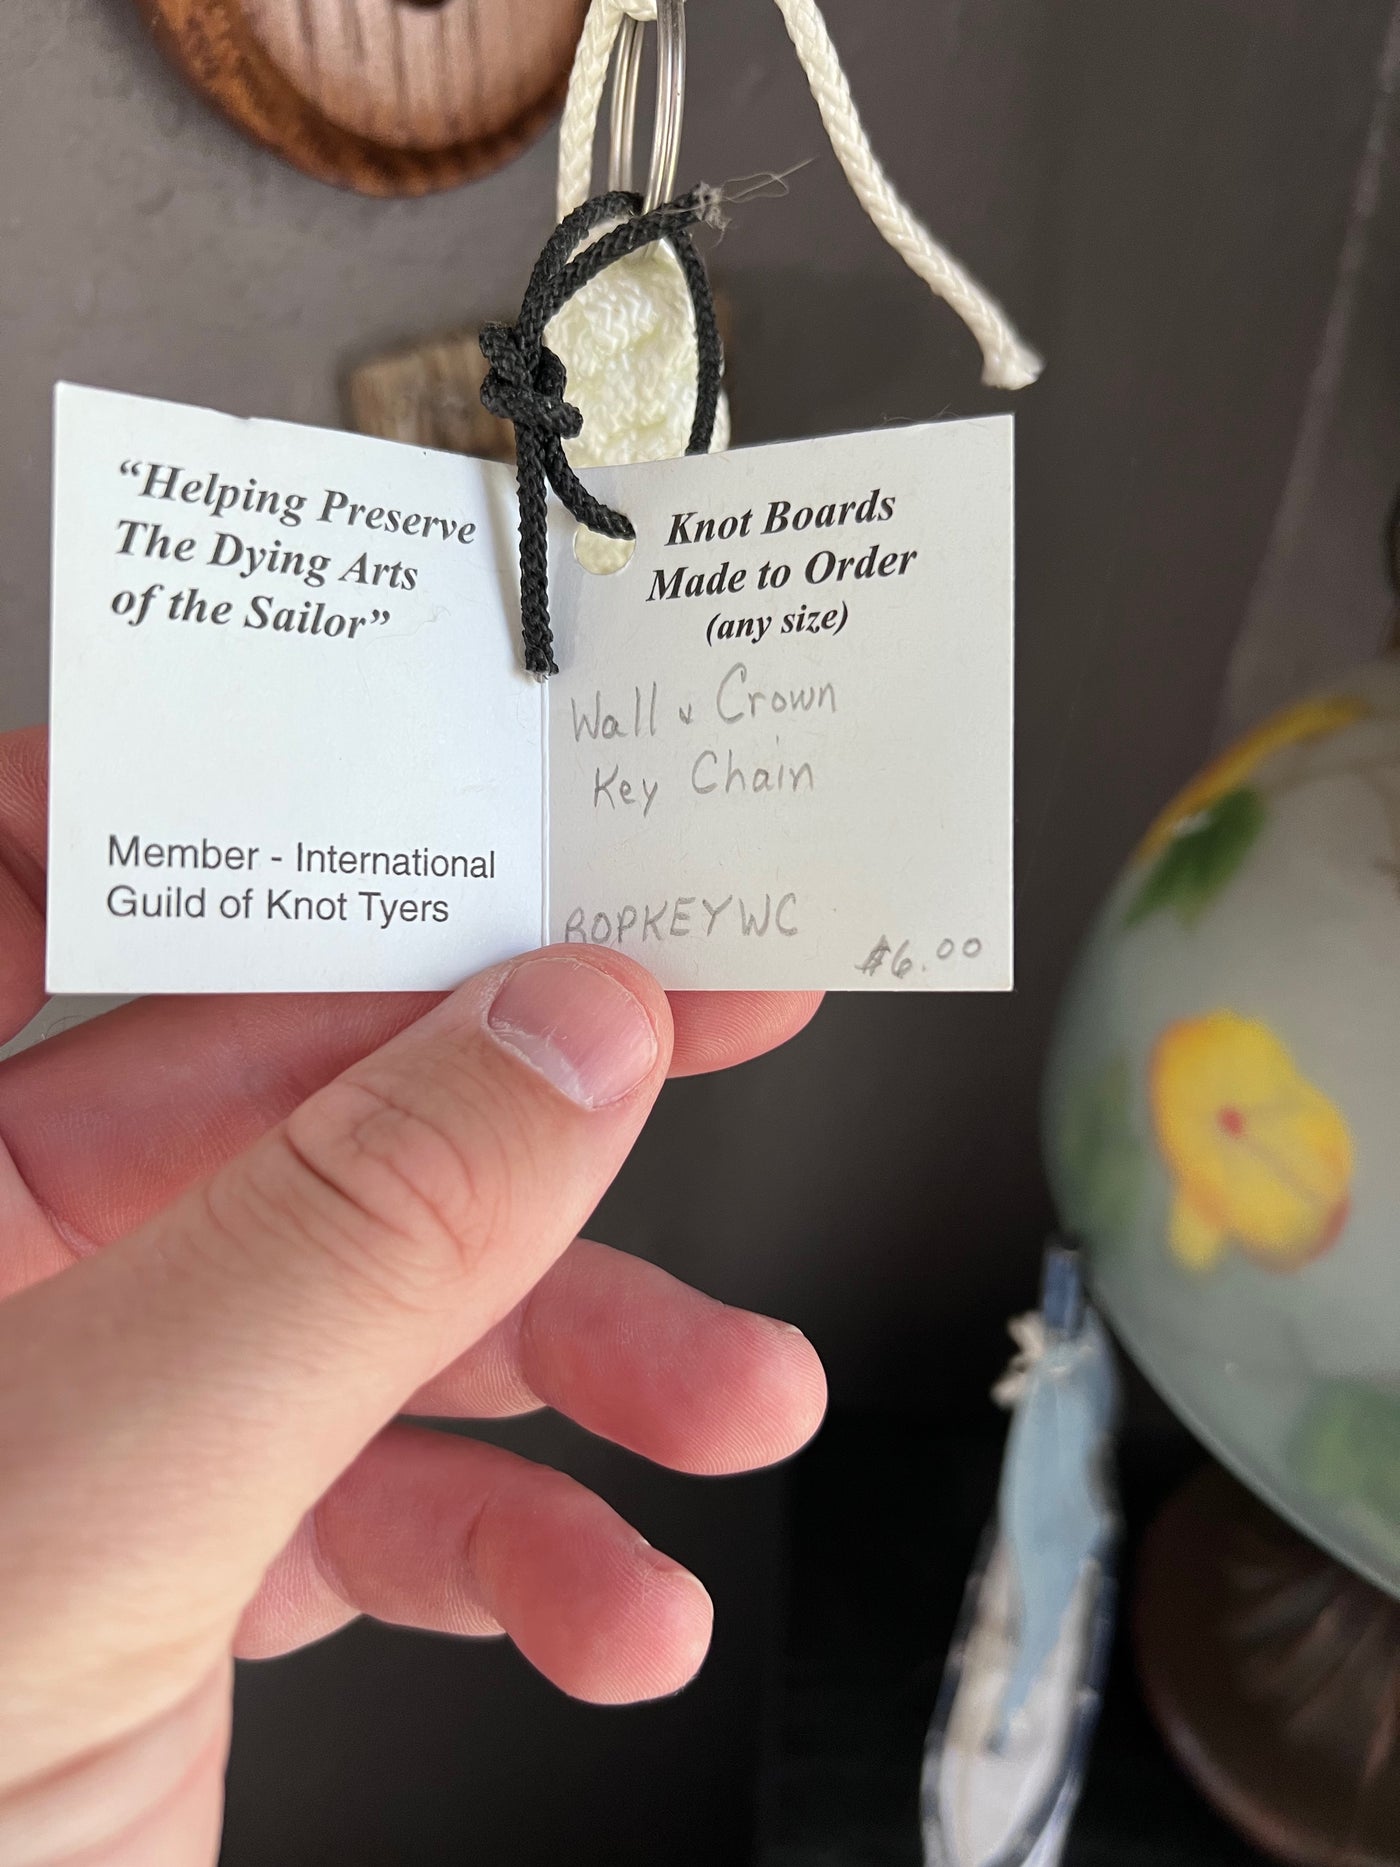 “Helping Preserve
The Dying Arts
of the Sailor”
Member - International
Guild of Knot Tyers
Knot Boards
Made to Order
(any size)
Wall & Crown
Key Chain
ROPKEYWC
$6.00